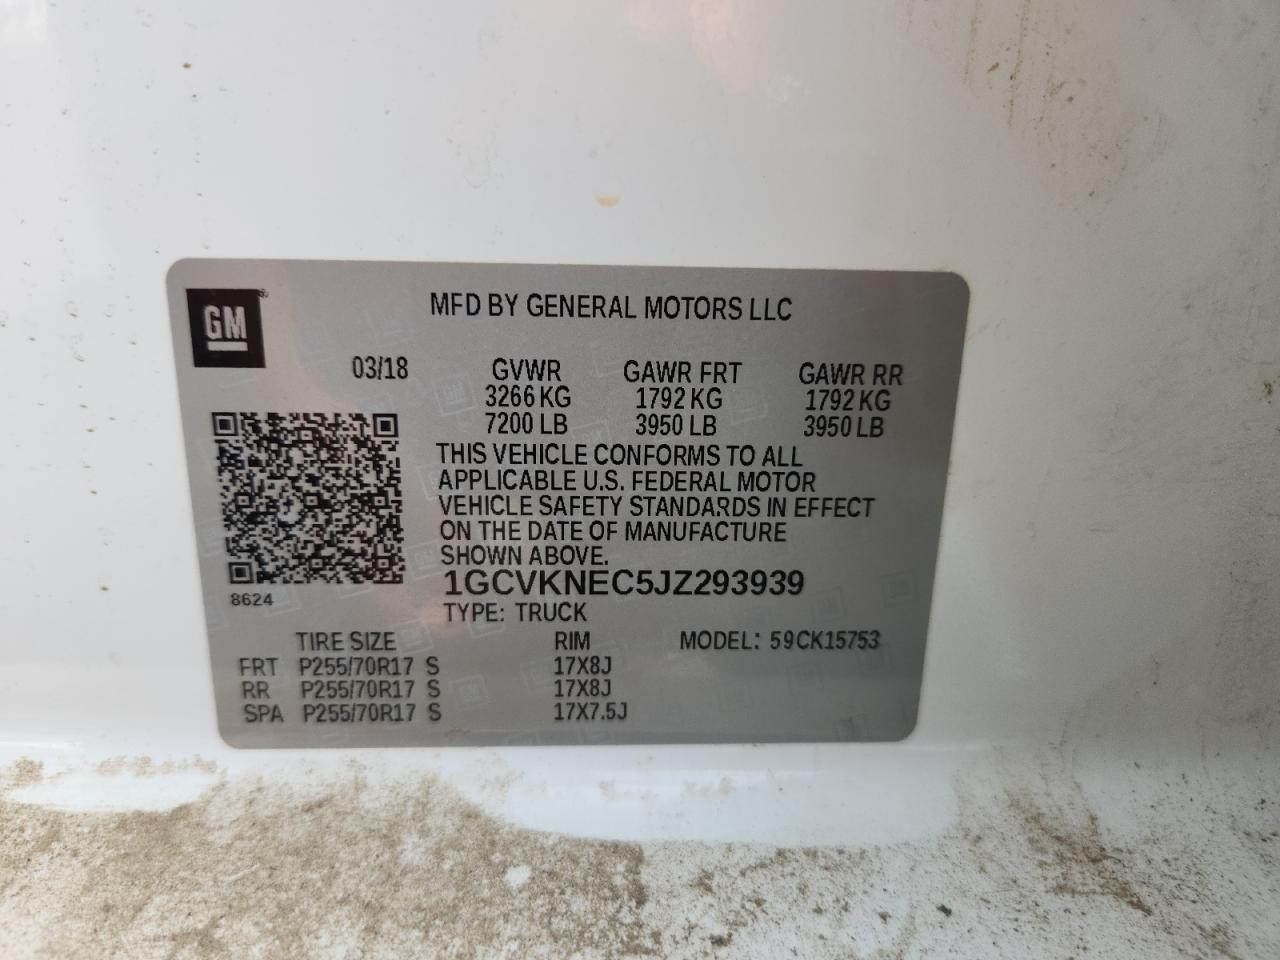 GM
MFD BY GENERAL MOTORS LLC
03/18 GVWR GAWR FRT GAWR RR
3266 KG 1792 KG 1792 KG
7200 LB 3950 LB 3950 LB
THIS VEHICLE CONFORMS TO ALL
APPLICABLE U.S. FEDERAL MOTOR
VEHICLE SAFETY STANDARDS IN EFFECT
ON THE DATE OF MANUFACTURE
SHOWN ABOVE.
1GCVKNEC5JZ293939
8624
TYPE: TRUCK
TIRE SIZE RIM MODEL: 59CK15753
FRT P255/70R17 S 17X8J
RR P255/70R17 S 17X8J
SPA P255/70R17 S 17X7.5J